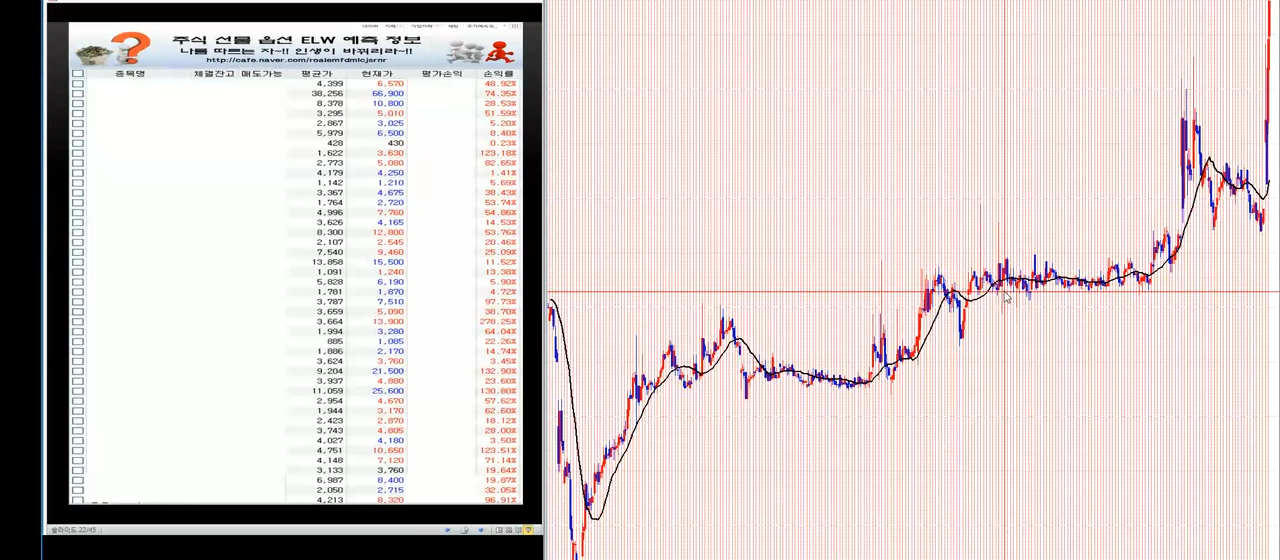 주식 선물 옵션 ELW 예측 정보
나를 따르는 자~!! 인생이 바뀌리라~!!
http://cafe.naver.com/roalemfdmlcjsrnr
종목명 체결잔고 매도가능 평균가 현재가 평가손익 손익률
4,399 6,570 48.92%
38,256 66,900 74.35%
8,378 10,800 28.53%
3,295 5,010 51.59%
2,867 3,025 5.20%
5,979 6,500 8.40%
428 430 0.23%
1,622 3,630 123.18%
2,773 5,080 82.65%
4,179 4,250 1.41%
1,142 1,210 5.69%
3,367 4,675 38.43%
1,764 2,720 53.74%
4,996 7,760 54.86%
3,626 4,165 14.53%
8,300 12,800 53.76%
2,107 2,545 20.46%
7,540 9,460 25.09%
13,858 15,500 11.52%
1,091 1,240 13.38%
5,828 6,190 5.90%
1,781 1,870 4.72%
3,787 7,510 97.73%
3,659 5,090 38.70%
3,664 13,900 278.25%
1,994 3,280 64.04%
885 1,085 22.26%
1,886 2,170 14.74%
3,624 3,760 3.45%
9,204 21,500 132.90%
3,937 4,880 23.60%
11,059 25,600 130.80%
2,954 4,670 57.62%
1,944 3,170 62.60%
2,423 2,870 18.12%
3,743 4,805 28.00%
4,027 4,180 3.50%
4,751 10,650 123.51%
4,148 7,120 71.14%
3,133 3,760 19.64%
6,987 8,400 19.87%
2,050 2,715 32.05%
4,213 8,320 96.91%
슬라이드 22/45